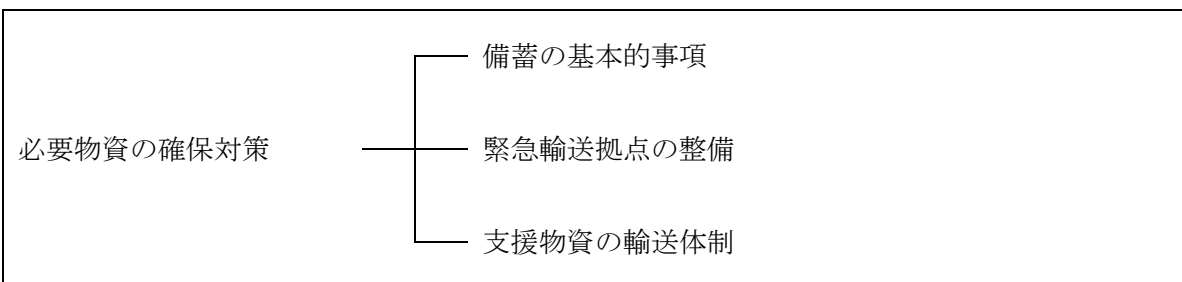 必要物資の確保対策
備蓄の基本的事項
緊急輸送拠点の整備
支援物資の輸送体制